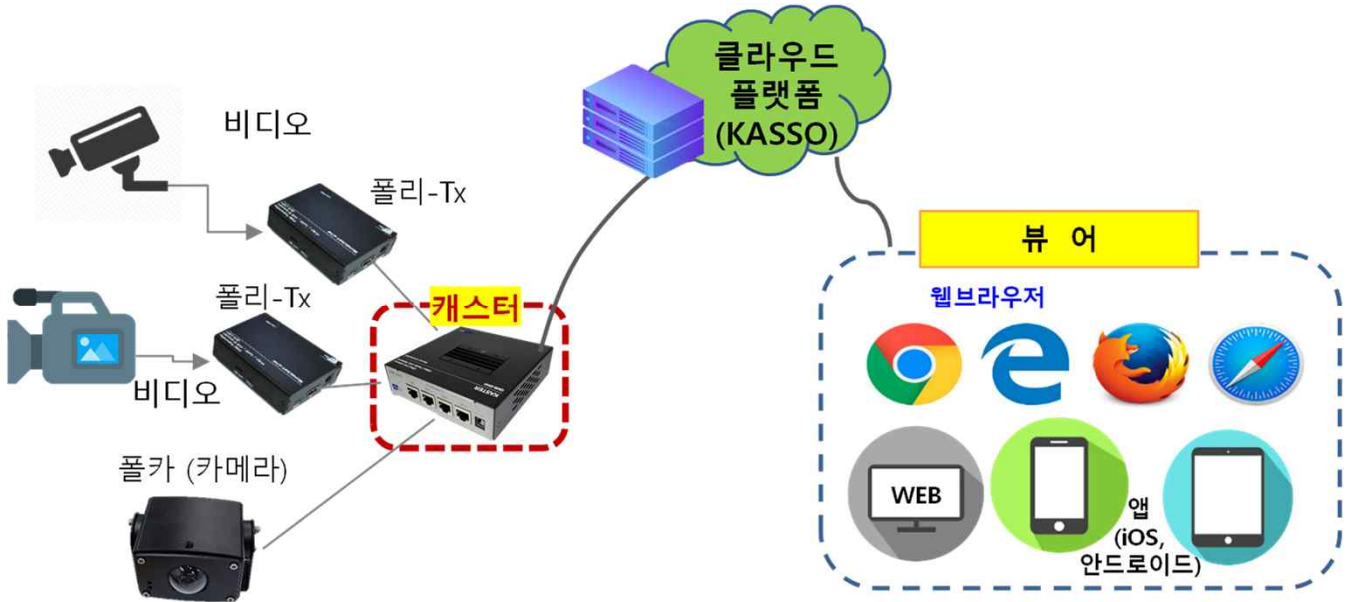 클라우드
플랫폼
(KASSO)
비디오
폴리-Tx
뷰 어
폴리-Tx
캐스터
웹브라우저
비디오
KASTER
폴카 (카메라)
WEB
앱
(iOS,
안드로이드)